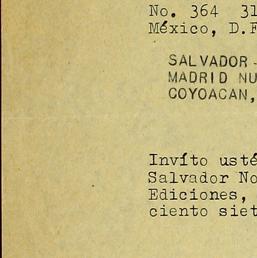 No. 364 31
México, D.F
SALVADOR
MADRID NU
COYOACAN,
Invíto usté
Salvador No
Ediciones,
ciento siet